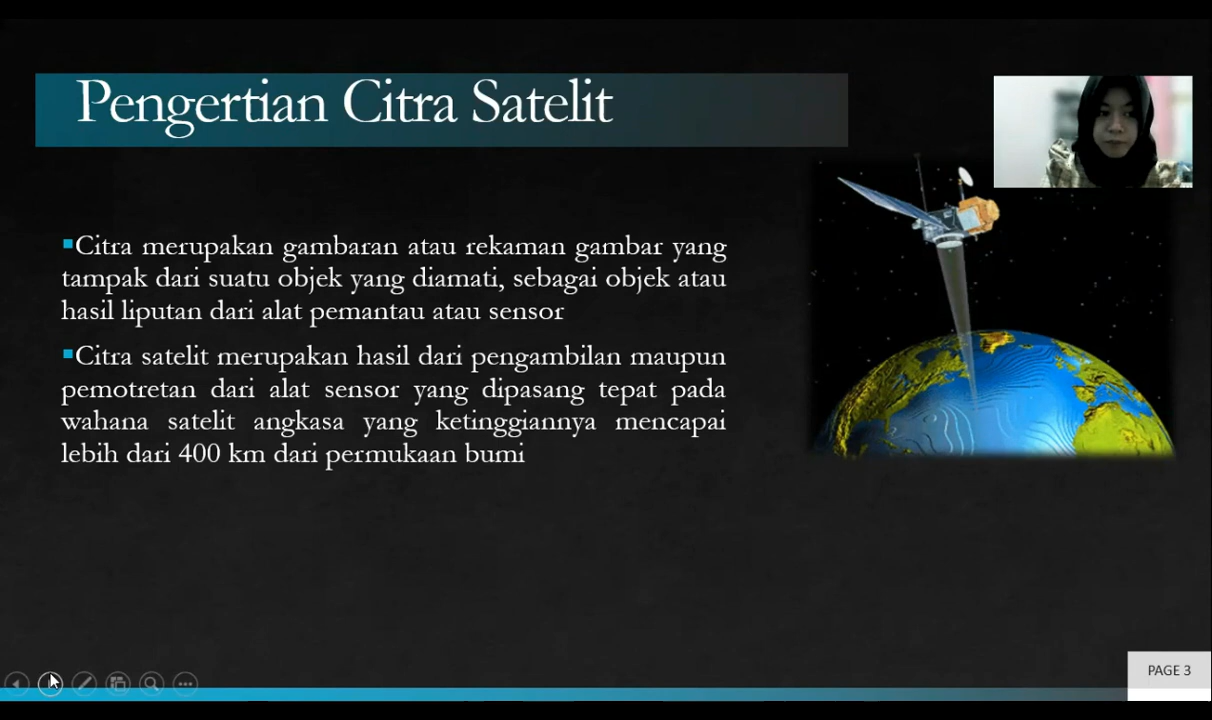 Pengertian Citra Satelit
▪Citra merupakan gambaran atau rekaman gambar yang
tampak dari suatu objek yang diamati, sebagai objek atau
hasil liputan dari alat pemantau atau sensor
▪Citra satelit merupakan hasil dari pengambilan maupun
pemotretan dari alat sensor yang dipasang tepat pada
wahana satelit angkasa yang ketinggiannya mencapai
lebih dari 400 km dari permukaan bumi
PAGE 3